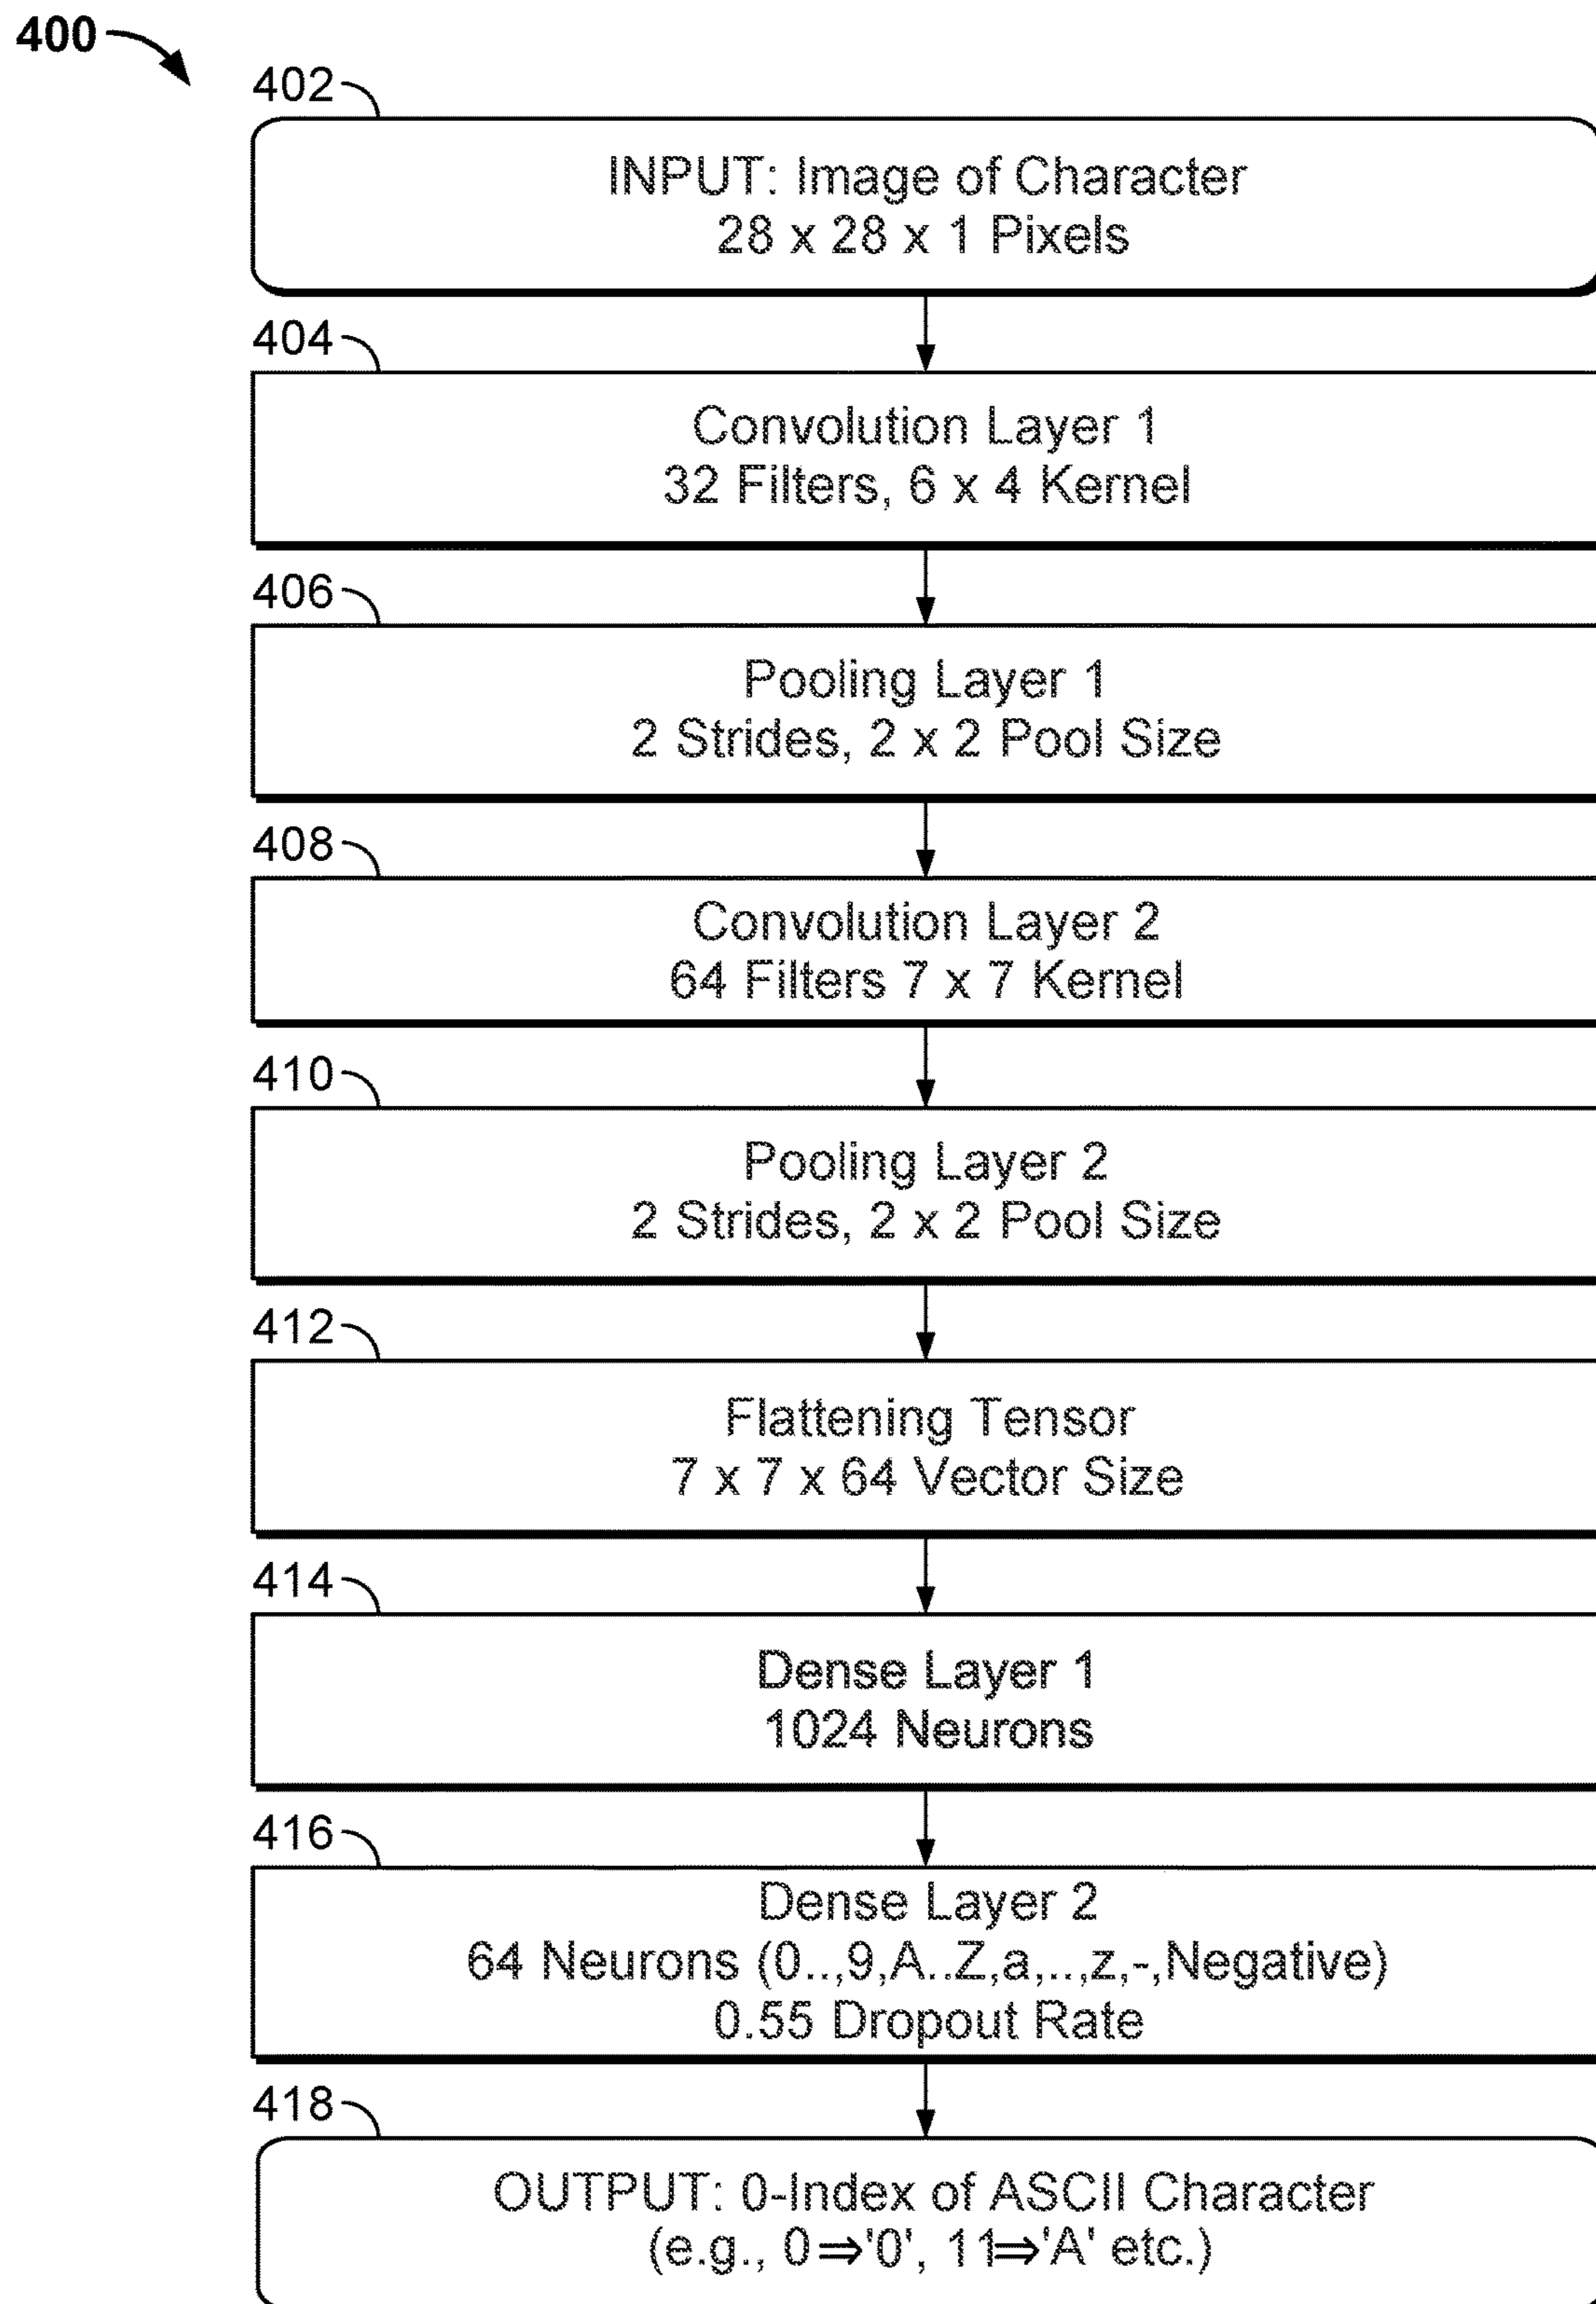 400
402
INPUT: Image of Character
28 x 28 x 1 Pixels
404
Convolution Layer 1
32 Filters, 6 x 4 Kernel
406
Pooling Layer 1
2 Strides, 2 x 2 Pool Size
408
Convolution Layer 2
64 Filters 7 x 7 Kernel
410
Pooling Layer 2
2 Strides, 2 x 2 Pool Size
412
Flattening Tensor
7 x 7 x 64 Vector Size
414
Dense Layer 1
1024 Neurons
416
Dense Layer 2
64 Neurons (0..,9,A..Z,a,..,z,-,Negative)
0.55 Dropout Rate
418
OUTPUT: 0-Index of ASCII Character
(e.g., 0⇒'0', 11⇒'A' etc.)